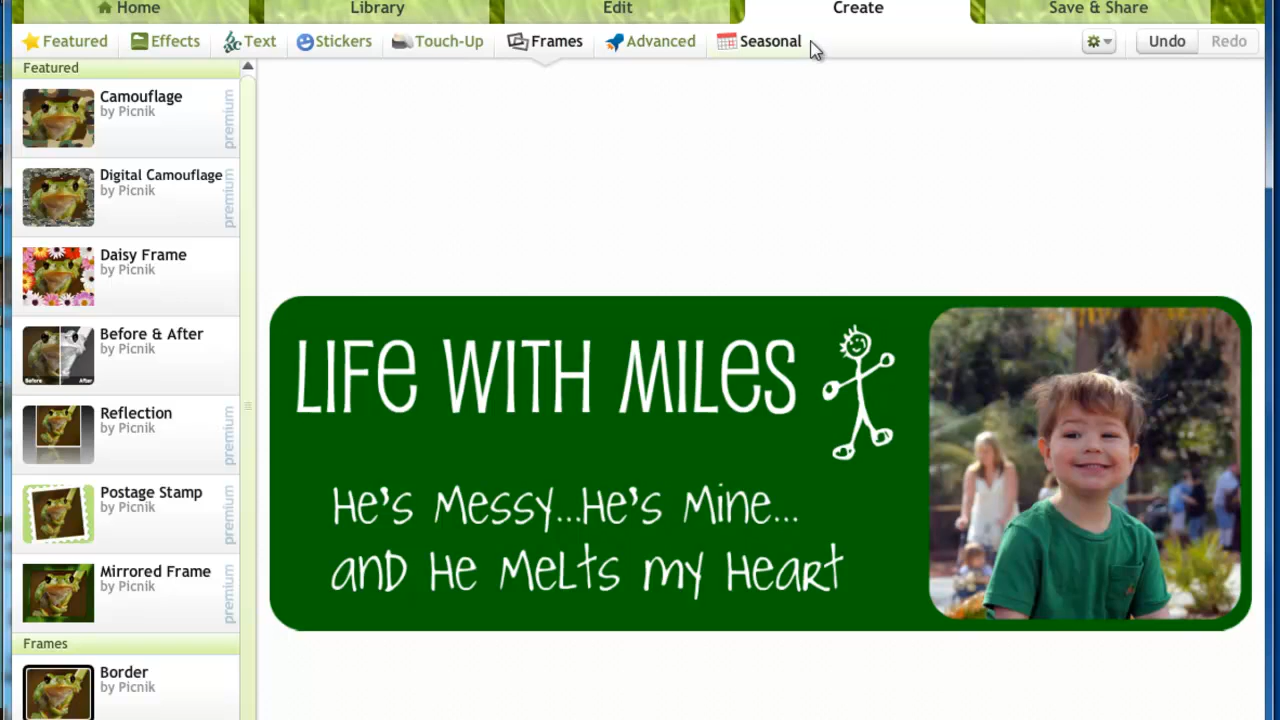 Home
Library
Edit
Create
Save & Share
Featured
Effects
Text
Stickers
Touch-Up
Frames
Advanced
Seasonal
Undo
Redo
Featured
Camouflage
by Picnik
premium
Digital Camouflage
by Picnik
premium
Daisy Frame
by Picnik
Before & After
by Picnik
Before
After
Reflection
by Picnik
premium
Postage Stamp
by Picnik
premium
Mirrored Frame
by Picnik
premium
Frames
Border
by Picnik
Life with Miles
He's Messy...He's Mine...
and He Melts my Heart